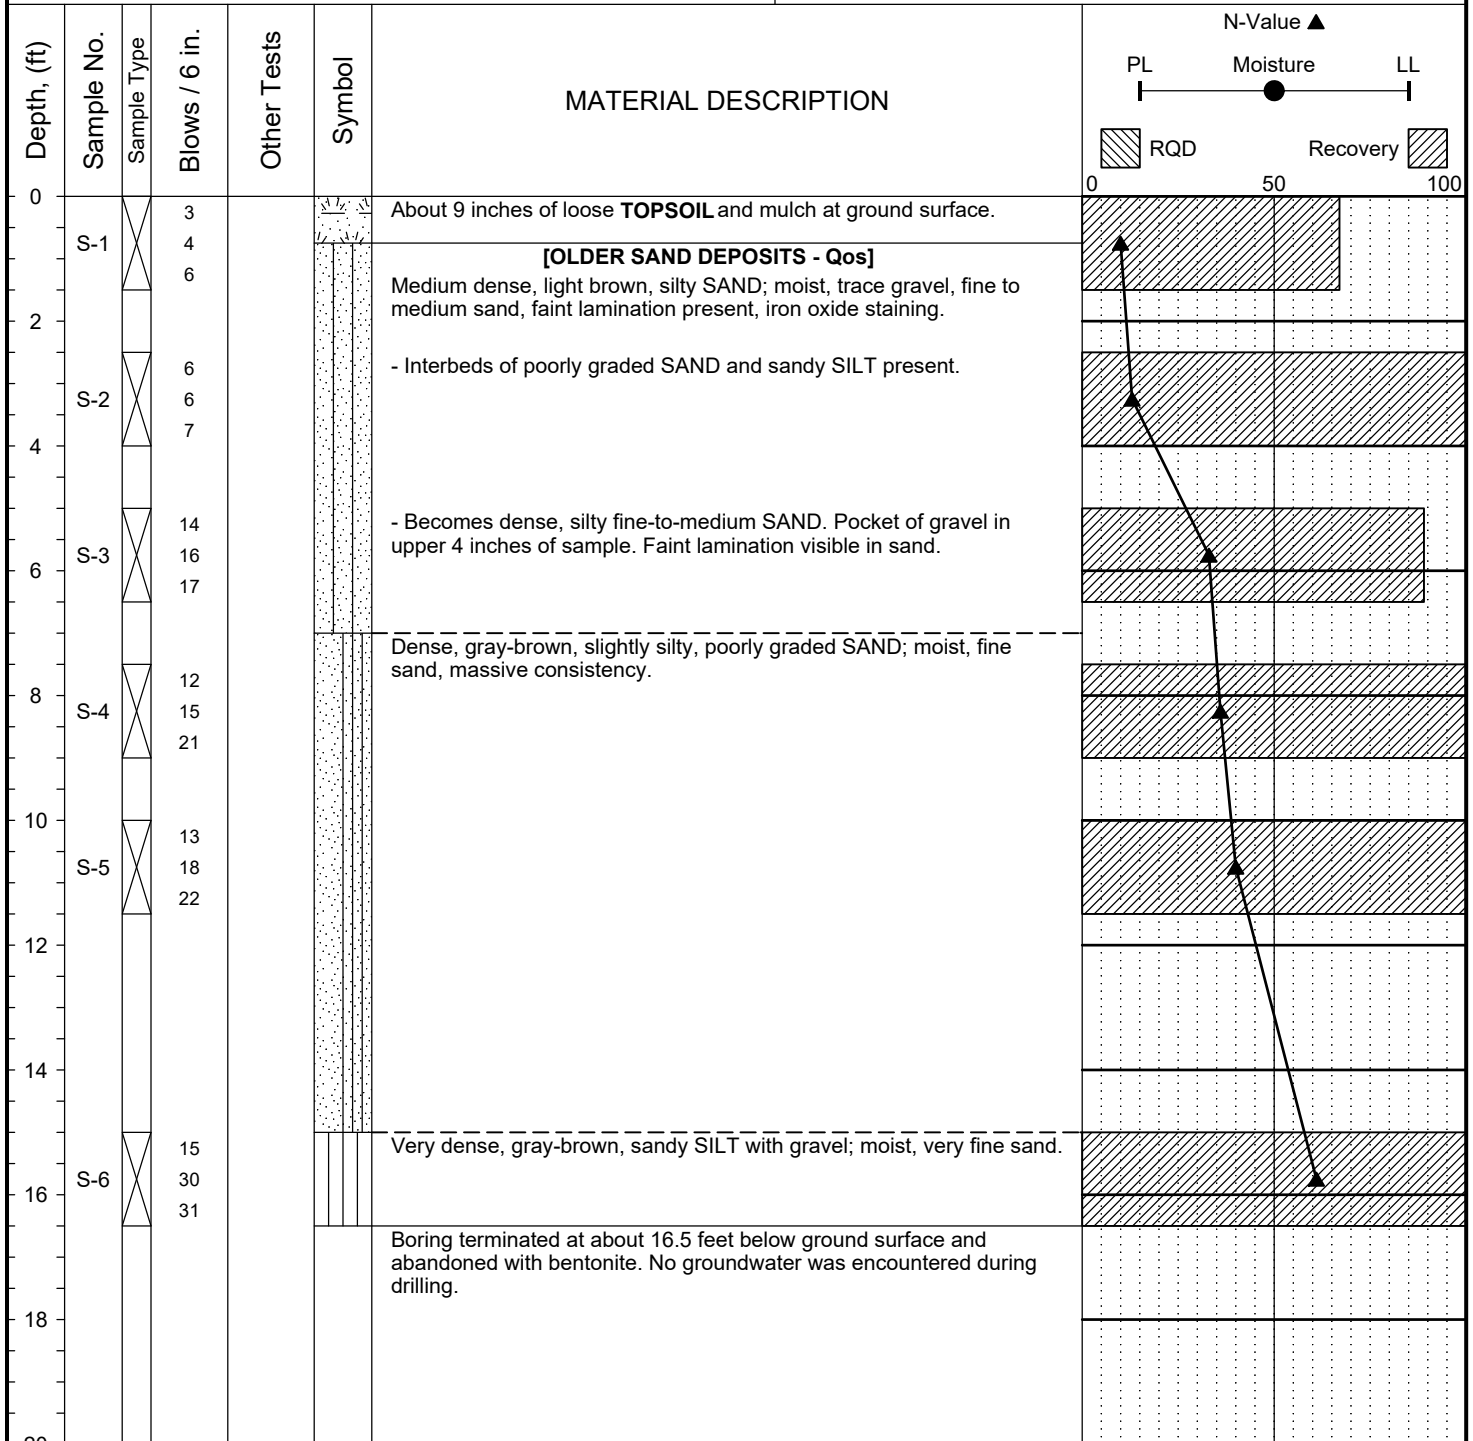 Depth, (ft)
Sample No.
Sample Type
Blows / 6 in.
Other Tests
Symbol
MATERIAL DESCRIPTION
N-Value ▲
PL Moisture LL
RQD Recovery
0 50 100
0
3
About 9 inches of loose TOPSOIL and mulch at ground surface.
S-1
4
[OLDER SAND DEPOSITS - Qos]
6
Medium dense, light brown, silty SAND; moist, trace gravel, fine to
medium sand, faint lamination present, iron oxide staining.
2
6
- Interbeds of poorly graded SAND and sandy SILT present.
S-2
6
7
4
14
- Becomes dense, silty fine-to-medium SAND. Pocket of gravel in
upper 4 inches of sample. Faint lamination visible in sand.
S-3
16
6
17
Dense, gray-brown, slightly silty, poorly graded SAND; moist, fine
sand, massive consistency.
12
8
S-4
15
21
10
13
S-5
18
22
12
14
15
Very dense, gray-brown, sandy SILT with gravel; moist, very fine sand.
S-6
30
16
31
Boring terminated at about 16.5 feet below ground surface and
abandoned with bentonite. No groundwater was encountered during
drilling.
18